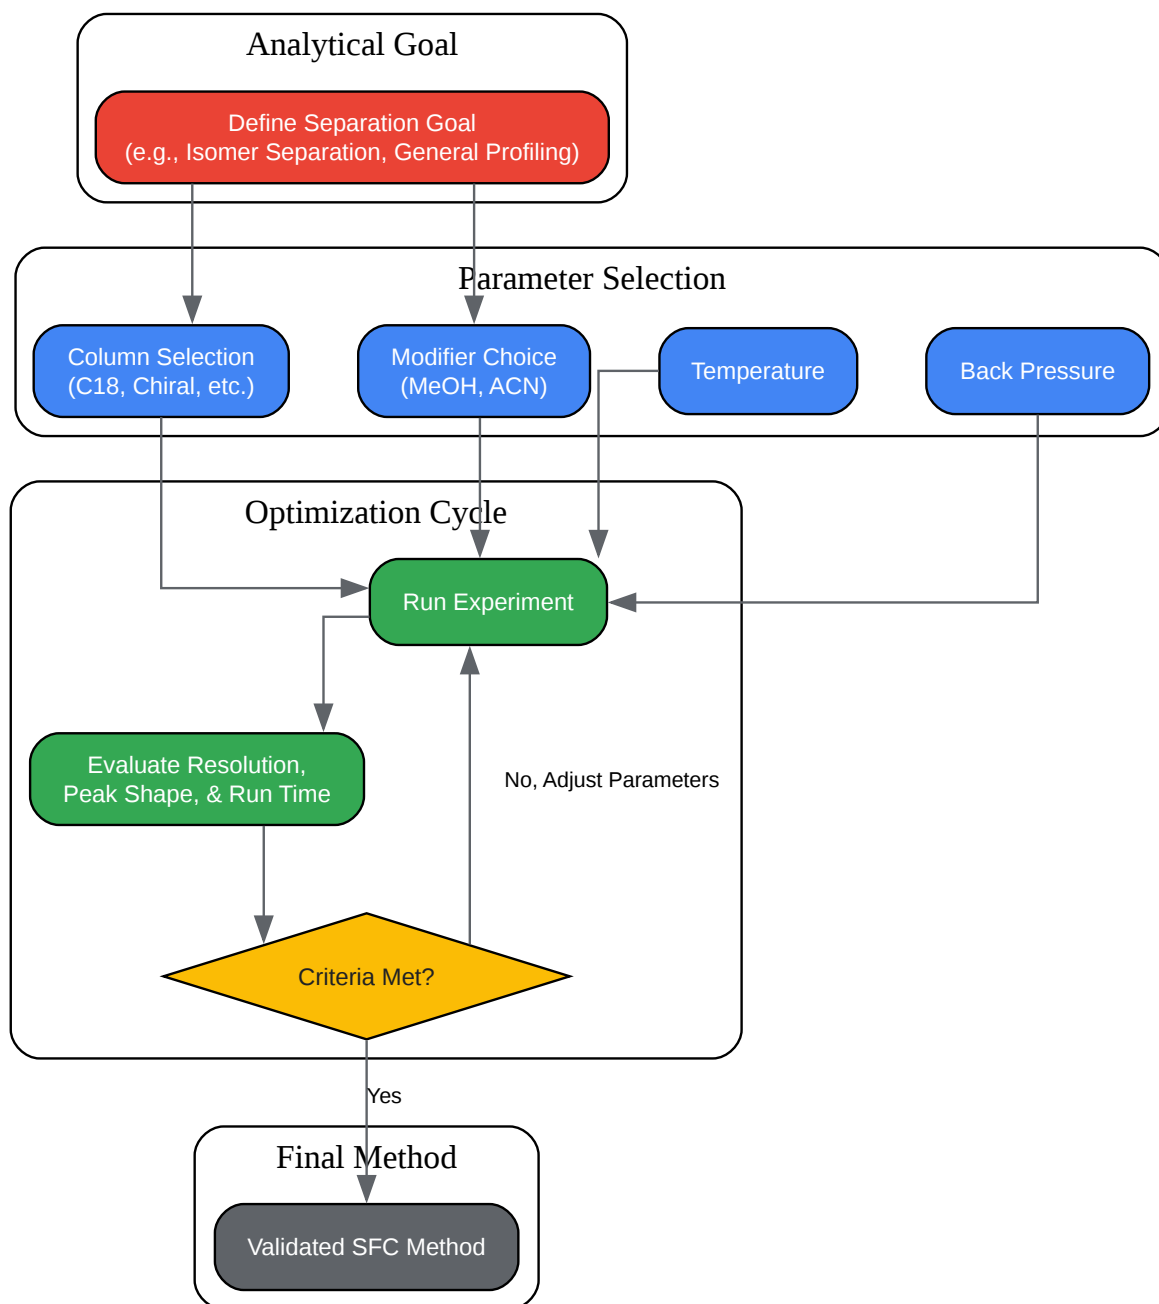 Analytical Goal
Define Separation Goal
(e.g., Isomer Separation, General Profiling)
Parameter Selection
Column Selection
(C18, Chiral, etc.)
Modifier Choice
(MeOH, ACN)
Temperature
Back Pressure
Optimization Cycle
Run Experiment
Evaluate Resolution,
Peak Shape, & Run Time
No, Adjust Parameters
Criteria Met?
Yes
Final Method
Validated SFC Method